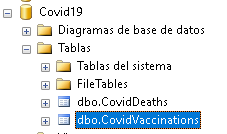 Covid19
Diagramas de base de datos
Tablas
Tablas del sistema
FileTables
dbo.CovidDeaths
dbo.CovidVaccinations